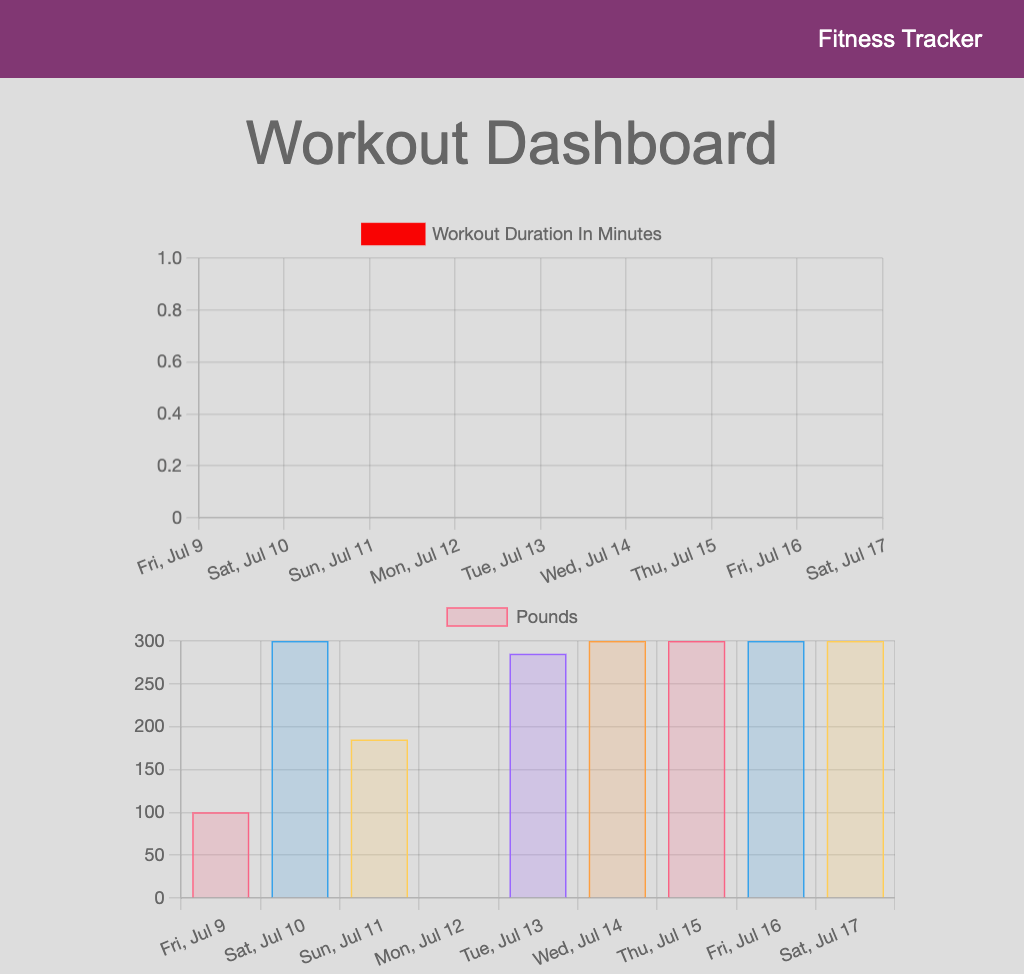 Fitness Tracker
Workout Dashboard
Workout Duration In Minutes
1.0
0.8
0.6
0.4
0.2
0
Fri, Jul 9
Sat, Jul 10
Sun, Jul 11
Mon, Jul 12
Tue, Jul 13
Wed, Jul 14
Thu, Jul 15
Fri, Jul 16
Sat, Jul 17
Pounds
300
250
200
150
100
50
0
Fri, Jul 9
Sat, Jul 10
Sun, Jul 11
Mon, Jul 12
Tue, Jul 13
Wed, Jul 14
Thu, Jul 15
Fri, Jul 16
Sat, Jul 17